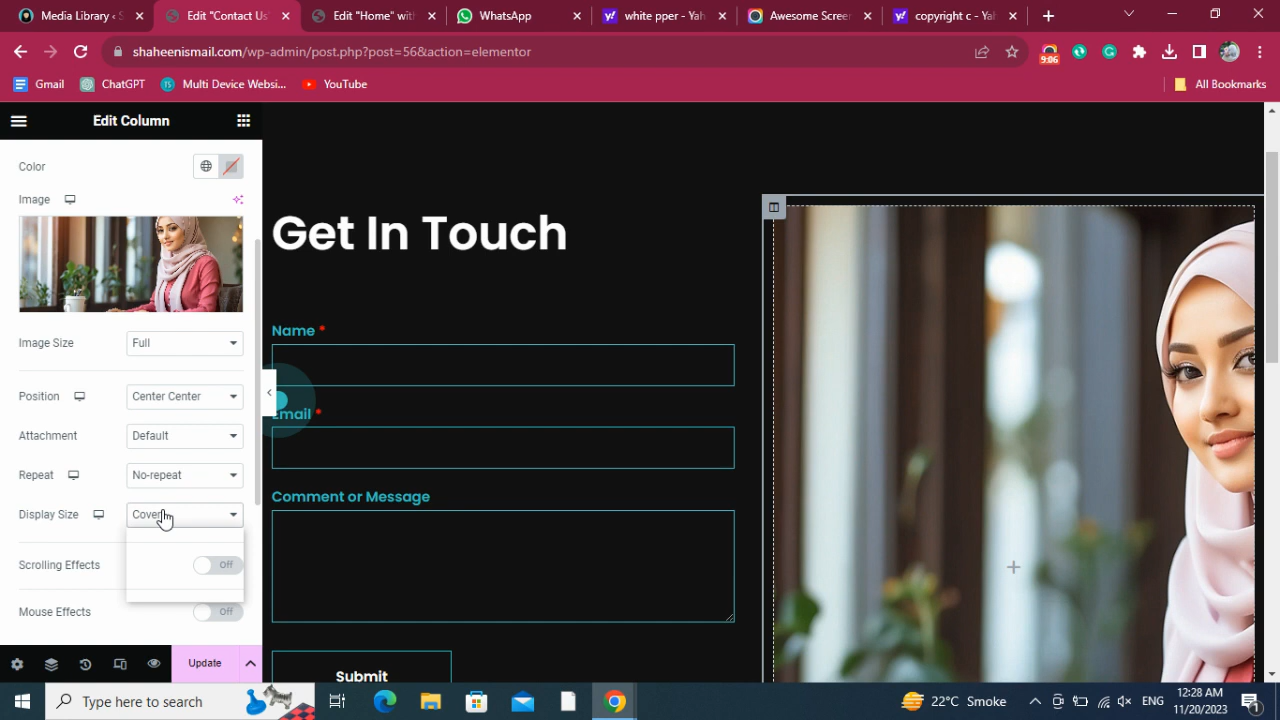 Media Library ‹ S
Edit "Contact Us"
Edit "Home" with
WhatsApp
white pper - Yah
Awesome Screen
copyright c - Yah
shaheenismail.com/wp-admin/post.php?post=56&action=elementor
9:06
Gmail
ChatGPT
Multi Device Websi...
YouTube
All Bookmarks
Edit Column
Color
Image
Image Size
Full
Position
Center Center
Attachment
Default
Repeat
No-repeat
Display Size
Cover
Scrolling Effects
Off
Mouse Effects
Off
Update
Get In Touch
Name *
Email *
Comment or Message
Submit
Type here to search
22°C Smoke
ENG
12:28 AM
11/20/2023
1